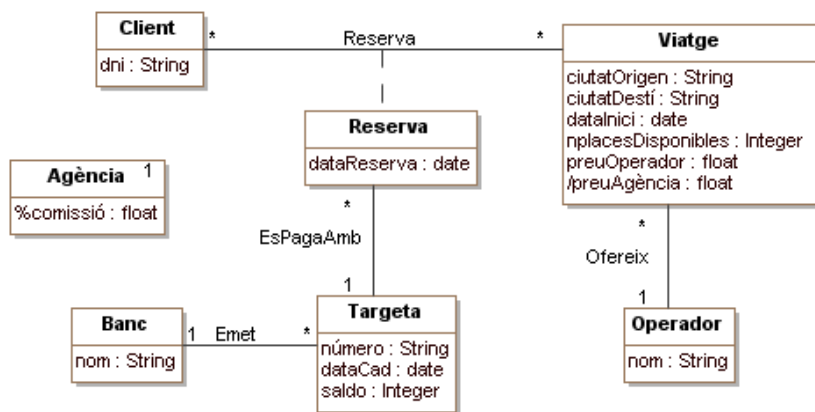 Client
dni : String
*
Reserva
*
Viatge
ciutatOrigen : String
ciutatDestí : String
dataInici : date
nplacesDisponibles : Integer
preuOperador : float
/preuAgència : float
Reserva
dataReserva : date
Agència 1
%comissió : float
*
EsPagaAmb
1
*
Ofereix
1
Banc
nom : String
1 Emet *
Targeta
número : String
dataCad : date
saldo : Integer
Operador
nom : String